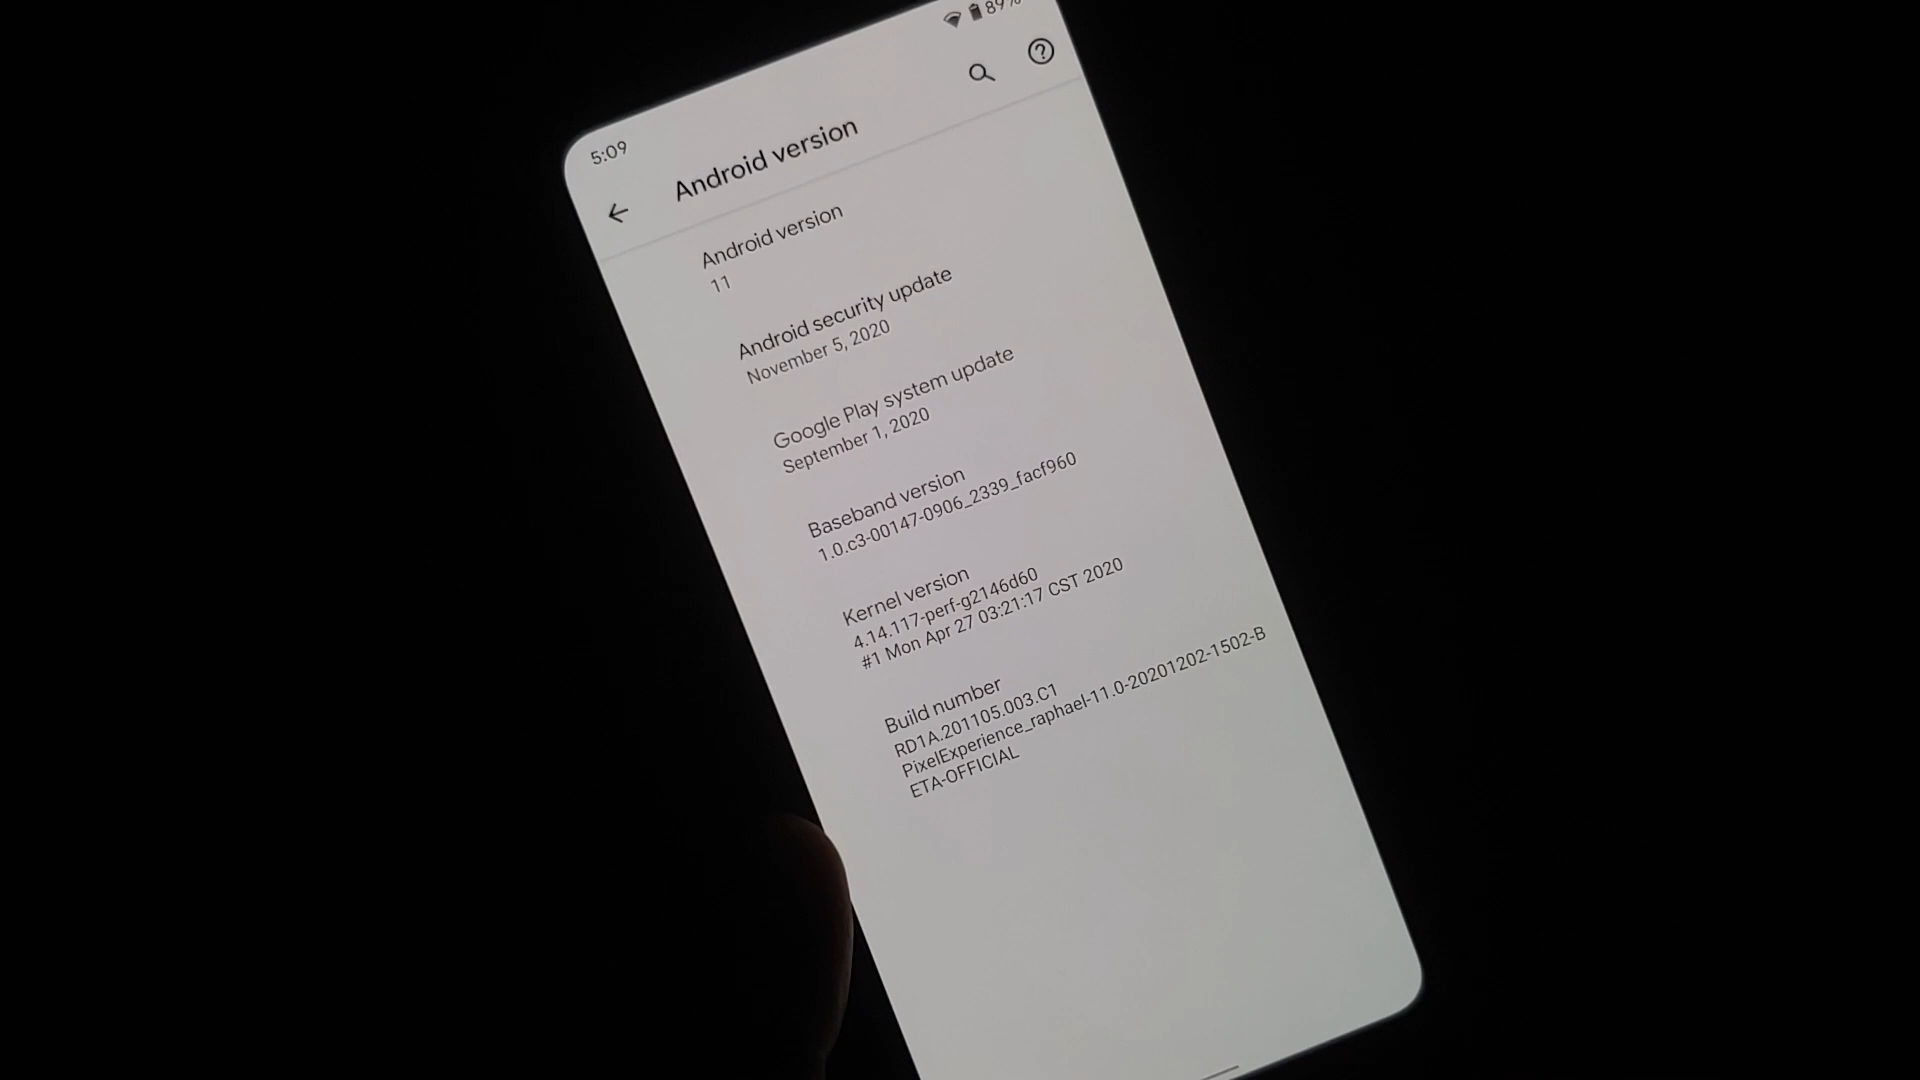 5:09
89%
Android version
Android version
11
Android security update
November 5, 2020
Google Play system update
September 1, 2020
Baseband version
1.0.c3-00147-0906_2339_facf960
Kernel version
4.14.117-perf-g2146d60
#1 Mon Apr 27 03:21:17 CST 2020
Build number
RD1A.201105.003.C1
PixelExperience_raphael-11.0-20201202-1502-B
ETA-OFFICIAL